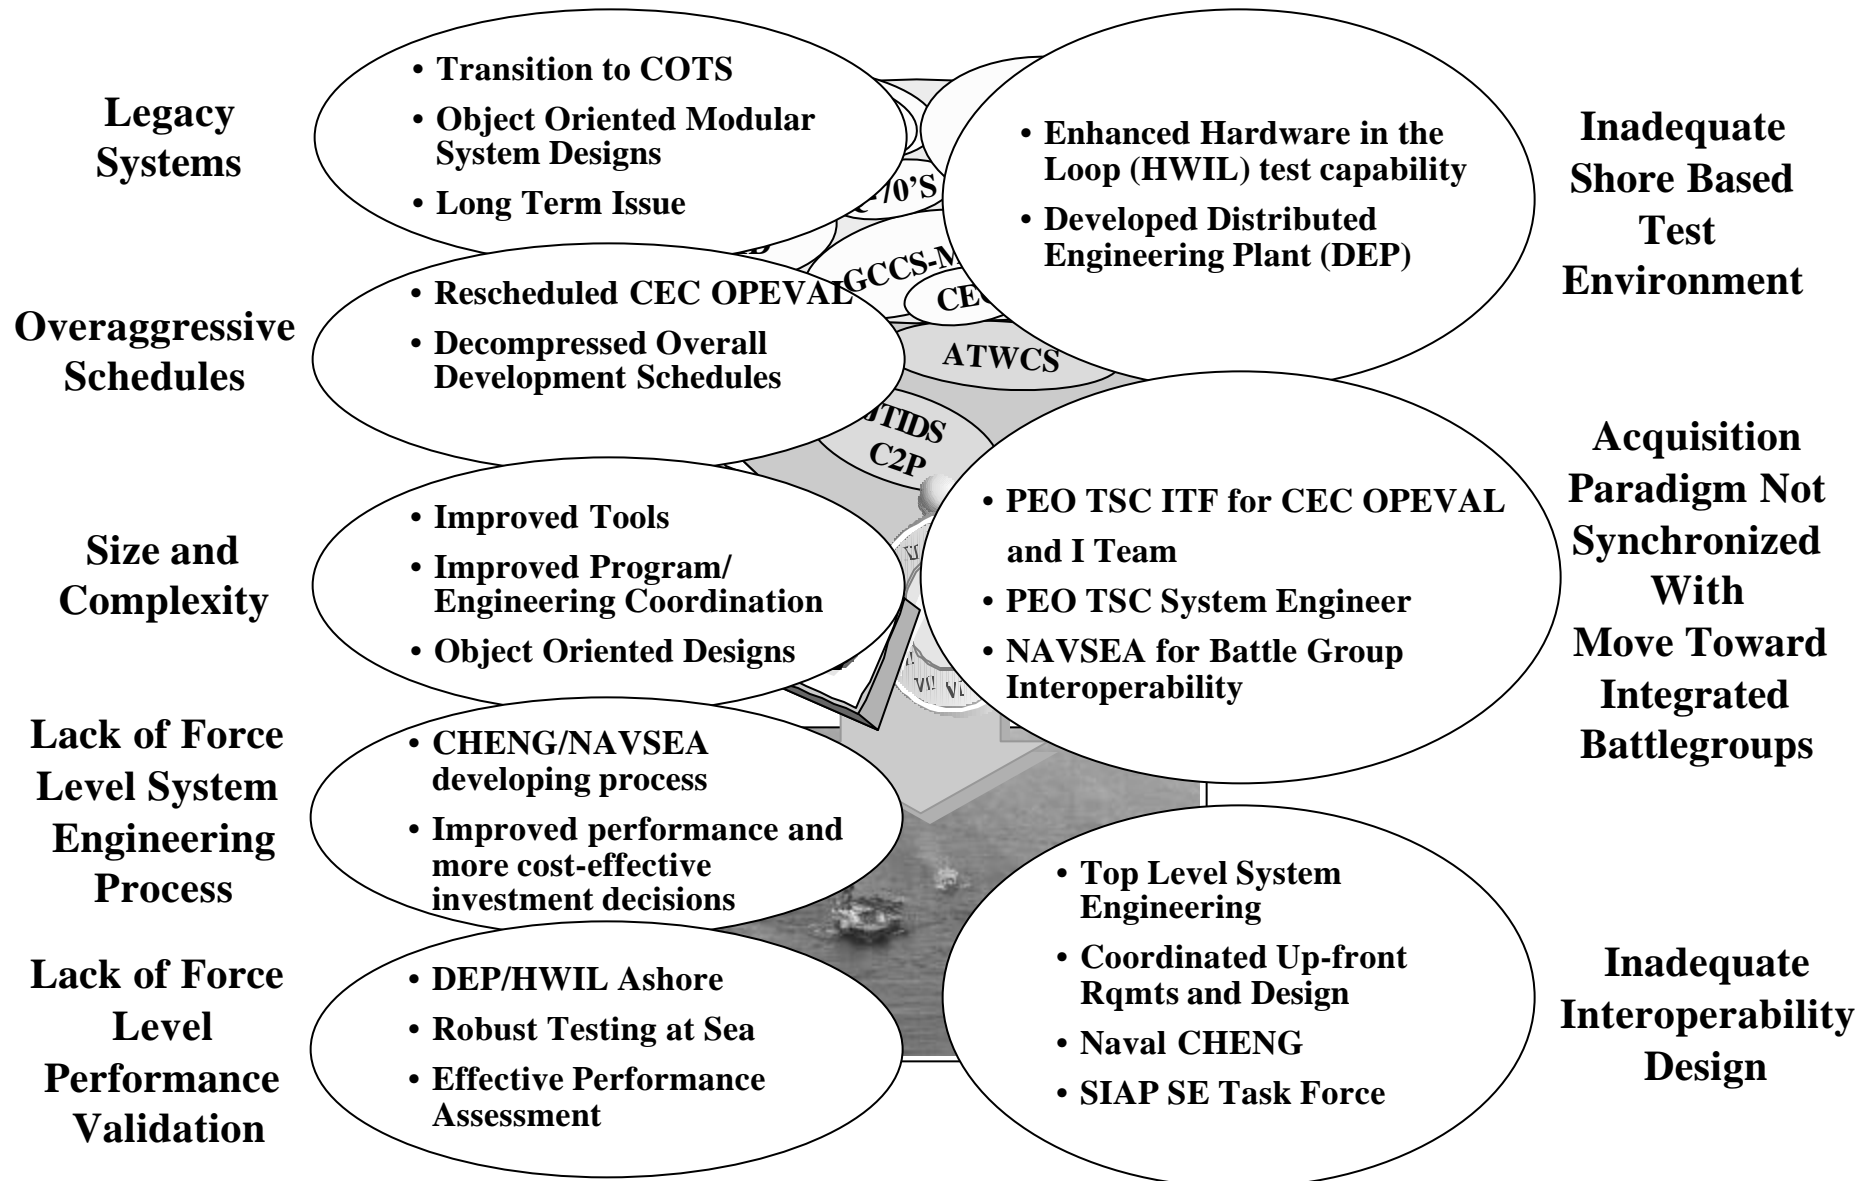 Legacy
Systems
• Transition to COTS
• Object Oriented Modular
System Designs
• Long Term Issue
Overaggressive
Schedules
• Rescheduled CEC OPEVAL
• Decompressed Overall
Development Schedules
Size and
Complexity
• Improved Tools
• Improved Program/
Engineering Coordination
• Object Oriented Designs
Lack of Force
Level System
Engineering
Process
• CHENG/NAVSEA
developing process
• Improved performance and
more cost-effective
investment decisions
Lack of Force
Level
Performance
Validation
• DEP/HWIL Ashore
• Robust Testing at Sea
• Effective Performance
Assessment
70'S
GCCS-M
ATWCS
JTIDS
C2P
• Enhanced Hardware in the
Loop (HWIL) test capability
• Developed Distributed
Engineering Plant (DEP)
Inadequate
Shore Based
Test
Environment
• PEO TSC ITF for CEC OPEVAL
and I Team
• PEO TSC System Engineer
• NAVSEA for Battle Group
Interoperability
Acquisition
Paradigm Not
Synchronized
With
Move Toward
Integrated
Battlegroups
• Top Level System
Engineering
• Coordinated Up-front
Rqmts and Design
• Naval CHENG
• SIAP SE Task Force
Inadequate
Interoperability
Design